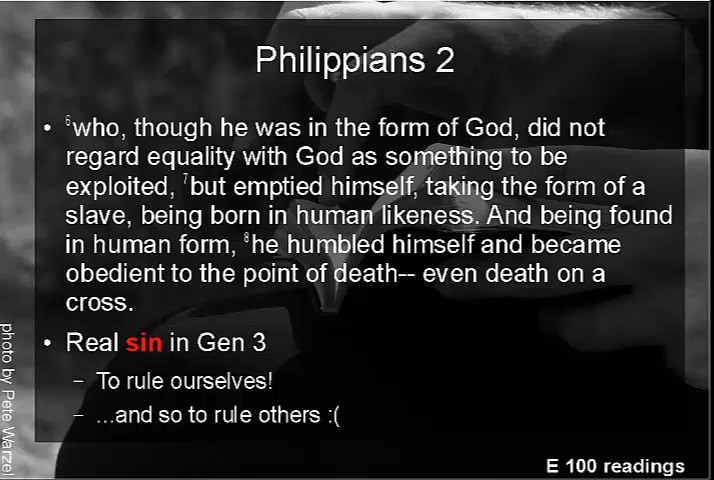 Philippians 2
• ⁶who, though he was in the form of God, did not
regard equality with God as something to be
exploited, ⁷but emptied himself, taking the form of a
slave, being born in human likeness. And being found
in human form, ⁸he humbled himself and became
obedient to the point of death-- even death on a
cross.
• Real sin in Gen 3
– To rule ourselves!
– ...and so to rule others :(
photo by Pete Warzel
E 100 readings